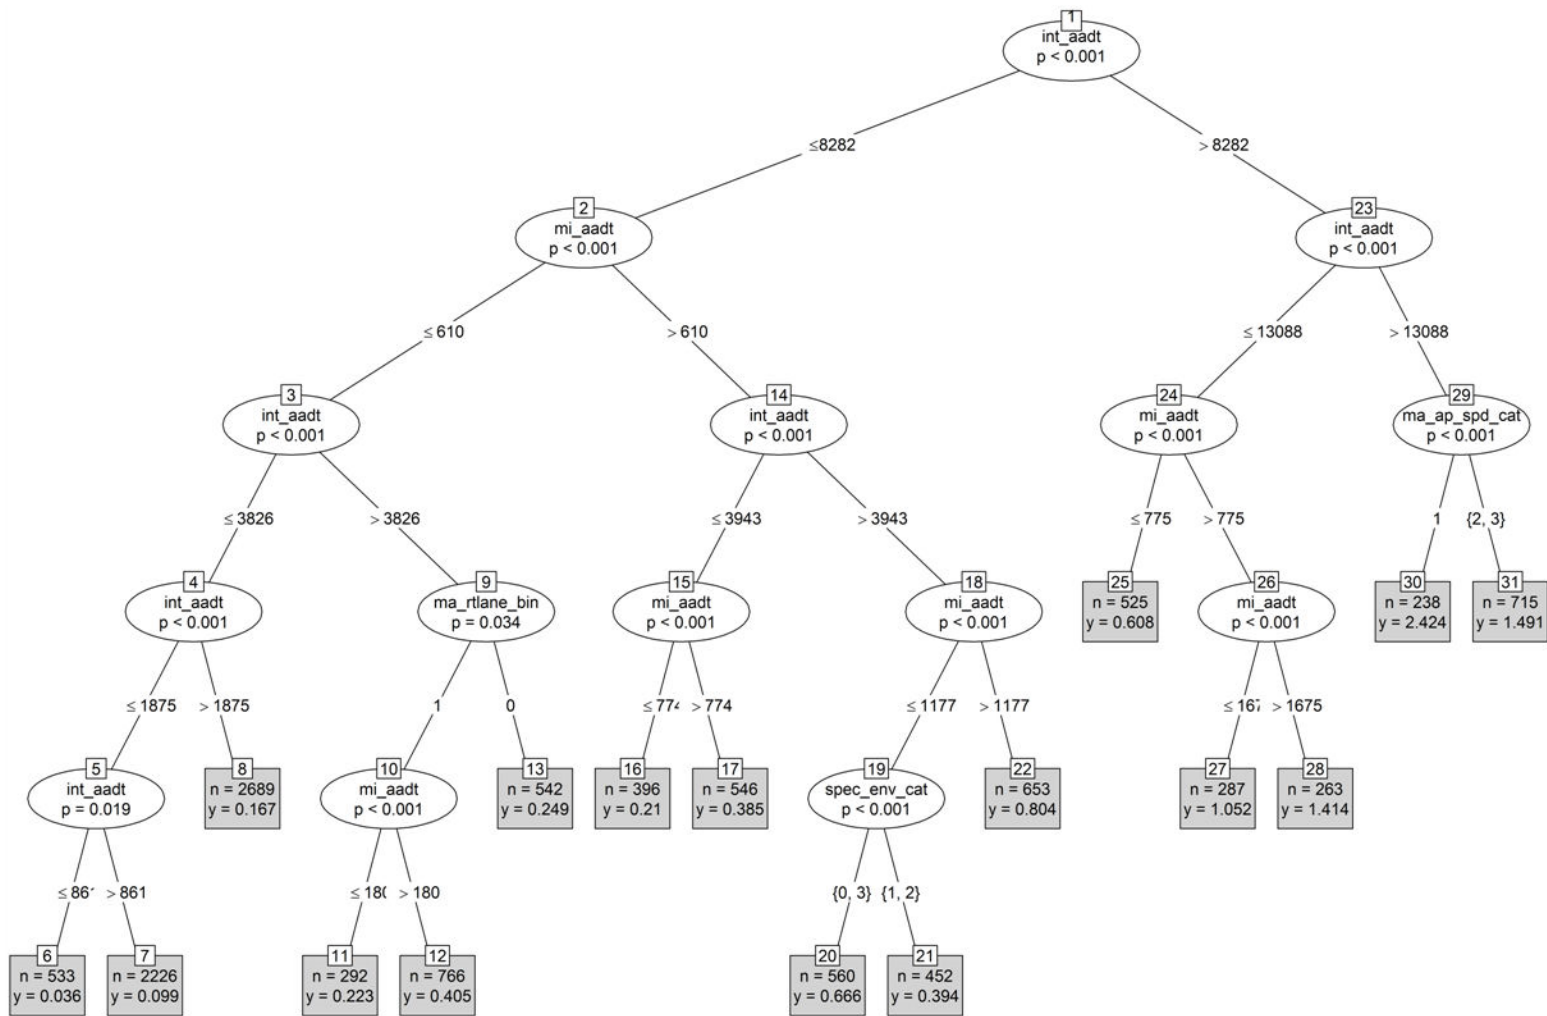 1
int_aadt
p < 0.001
≤8282
> 8282
2
mi_aadt
p < 0.001
23
int_aadt
p < 0.001
≤ 610
> 610
≤ 13088
> 13088
3
int_aadt
p < 0.001
14
int_aadt
p < 0.001
24
mi_aadt
p < 0.001
29
ma_ap_spd_cat
p < 0.001
≤ 3826
> 3826
≤ 3943
> 3943
≤ 775
> 775
1
{2, 3}
4
int_aadt
p < 0.001
9
ma_rtlane_bin
p = 0.034
15
mi_aadt
p < 0.001
18
mi_aadt
p < 0.001
25
n = 525
y = 0.608
26
mi_aadt
p < 0.001
30
n = 238
y = 2.424
31
n = 715
y = 1.491
≤ 1875
> 1875
1
0
≤ 774
> 774
≤ 1177
> 1177
≤ 167
> 1675
5
int_aadt
p = 0.019
8
n = 2689
y = 0.167
10
mi_aadt
p < 0.001
13
n = 542
y = 0.249
16
n = 396
y = 0.21
17
n = 546
y = 0.385
19
spec_env_cat
p < 0.001
22
n = 653
y = 0.804
27
n = 287
y = 1.052
28
n = 263
y = 1.414
≤ 861
> 861
≤ 180
> 180
{0, 3}
{1, 2}
6
n = 533
y = 0.036
7
n = 2226
y = 0.099
11
n = 292
y = 0.223
12
n = 766
y = 0.405
20
n = 560
y = 0.666
21
n = 452
y = 0.394